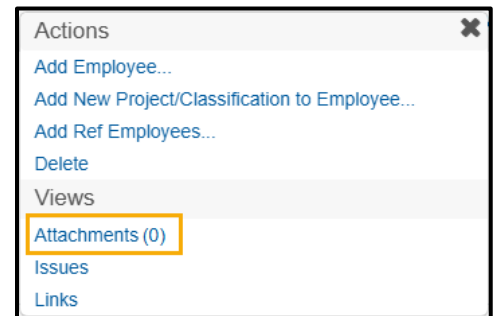 Actions
Add Employee...
Add New Project/Classification to Employee...
Add Ref Employees...
Delete
Views
Attachments (0)
Issues
Links